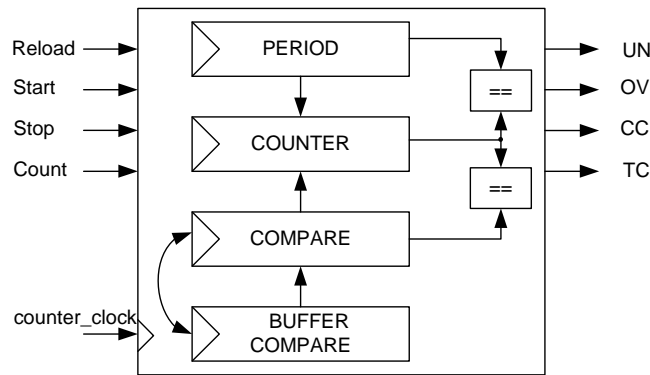 Reload
Start
Stop
Count
counter_clock
PERIOD
COUNTER
COMPARE
BUFFER
COMPARE
==
==
UN
OV
CC
TC